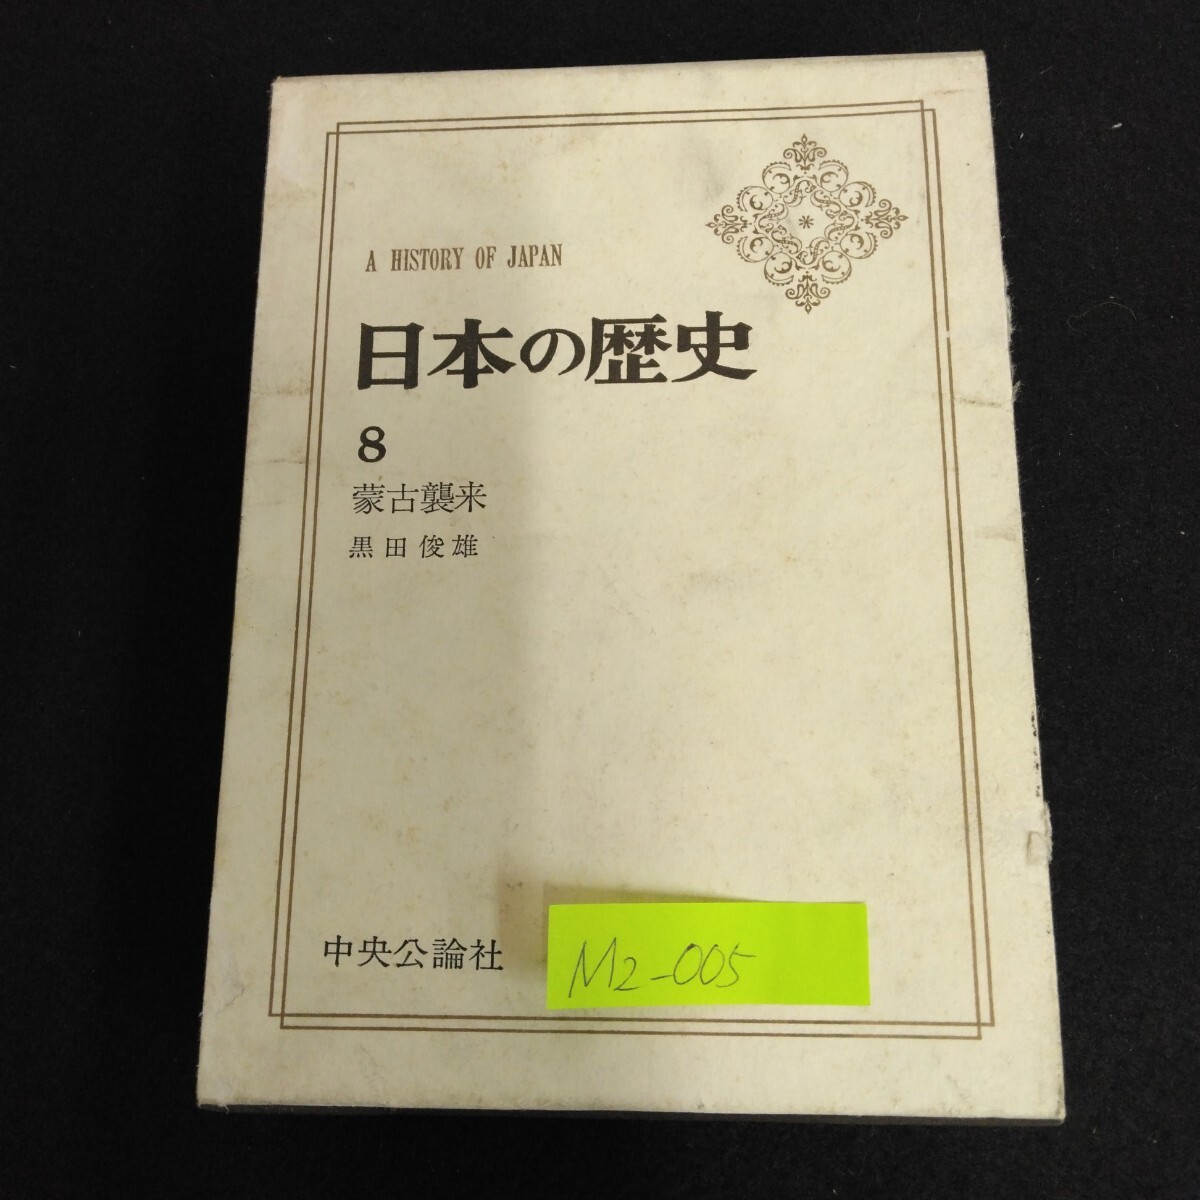 A HISTORY OF JAPAN
日本の歴史
8
蒙古襲来
黒田俊雄
中央公論社
M2-005